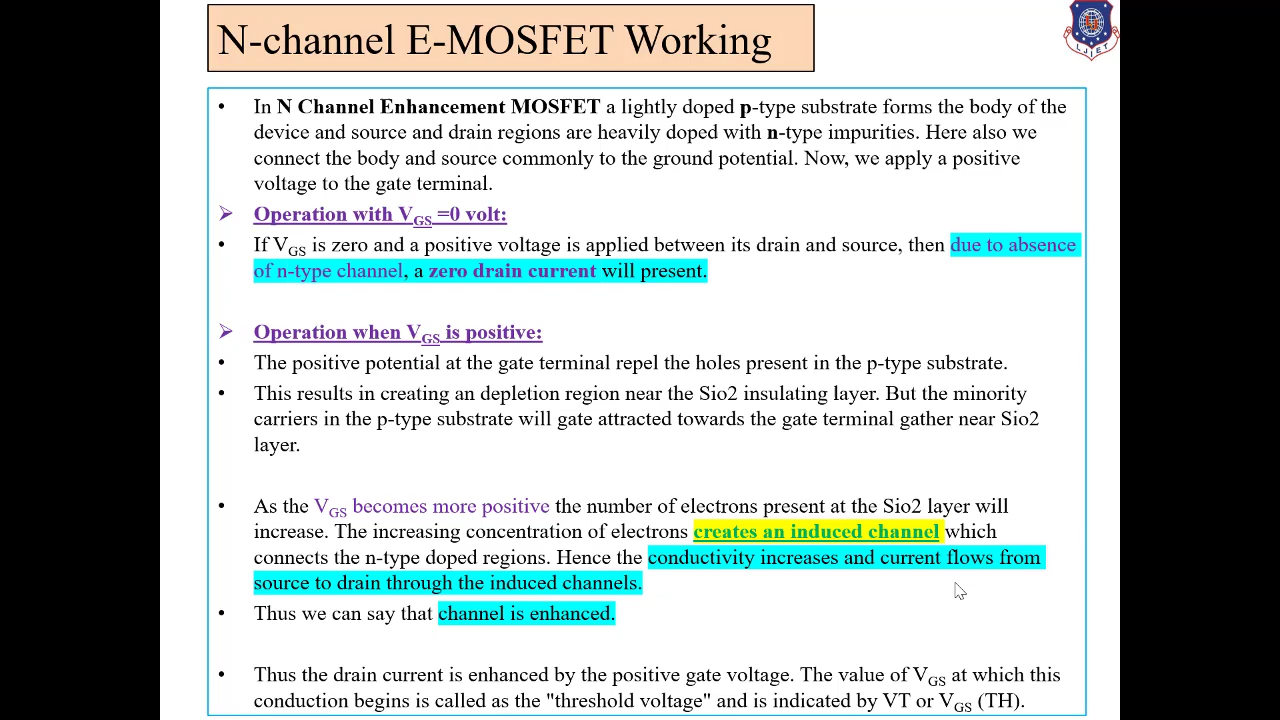 N-channel E-MOSFET Working
LJIET
• In N Channel Enhancement MOSFET a lightly doped p-type substrate forms the body of the
device and source and drain regions are heavily doped with n-type impurities. Here also we
connect the body and source commonly to the ground potential. Now, we apply a positive
voltage to the gate terminal.
➢ Operation with VGS =0 volt:
• If VGS is zero and a positive voltage is applied between its drain and source, then due to absence
of n-type channel, a zero drain current will present.
➢ Operation when VGS is positive:
• The positive potential at the gate terminal repel the holes present in the p-type substrate.
• This results in creating an depletion region near the Sio2 insulating layer. But the minority
carriers in the p-type substrate will gate attracted towards the gate terminal gather near Sio2
layer.
• As the VGS becomes more positive the number of electrons present at the Sio2 layer will
increase. The increasing concentration of electrons creates an induced channel which
connects the n-type doped regions. Hence the conductivity increases and current flows from
source to drain through the induced channels.
• Thus we can say that channel is enhanced.
• Thus the drain current is enhanced by the positive gate voltage. The value of VGS at which this
conduction begins is called as the "threshold voltage" and is indicated by VT or VGS (TH).